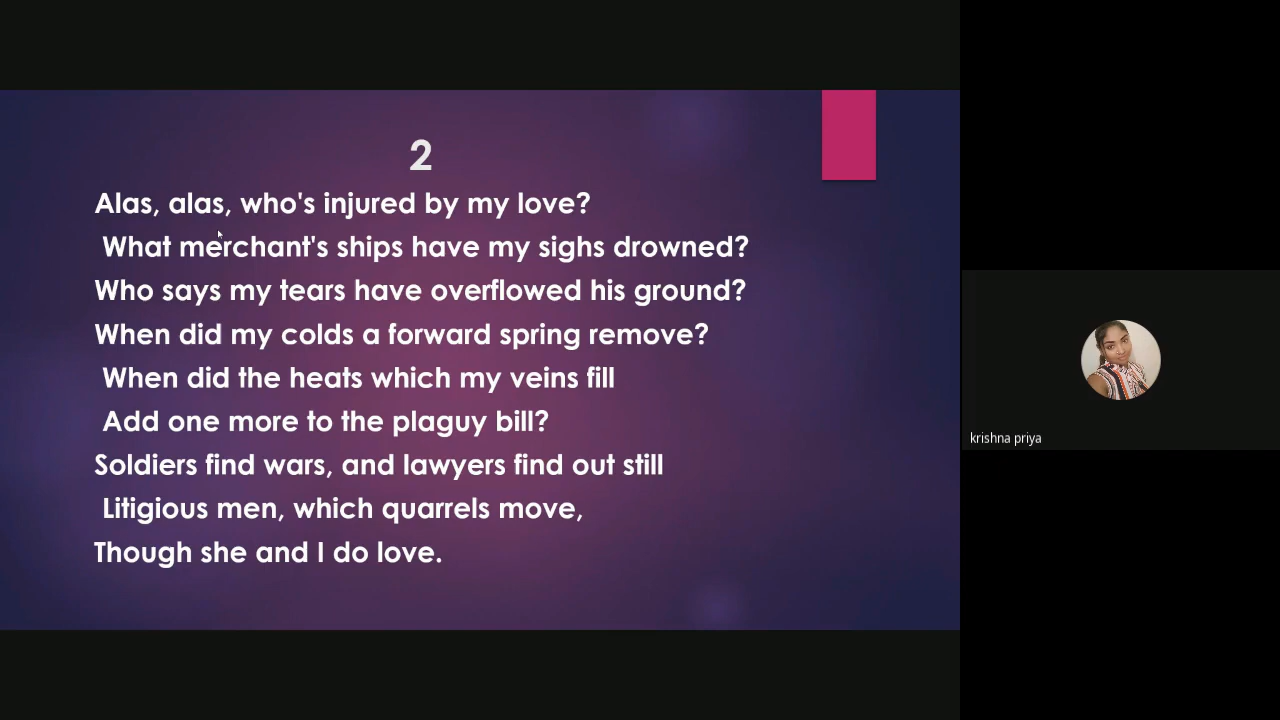 2
Alas, alas, who's injured by my love?
What merchant's ships have my sighs drowned?
Who says my tears have overflowed his ground?
When did my colds a forward spring remove?
When did the heats which my veins fill
Add one more to the plaguy bill?
Soldiers find wars, and lawyers find out still
Litigious men, which quarrels move,
Though she and I do love.
krishna priya